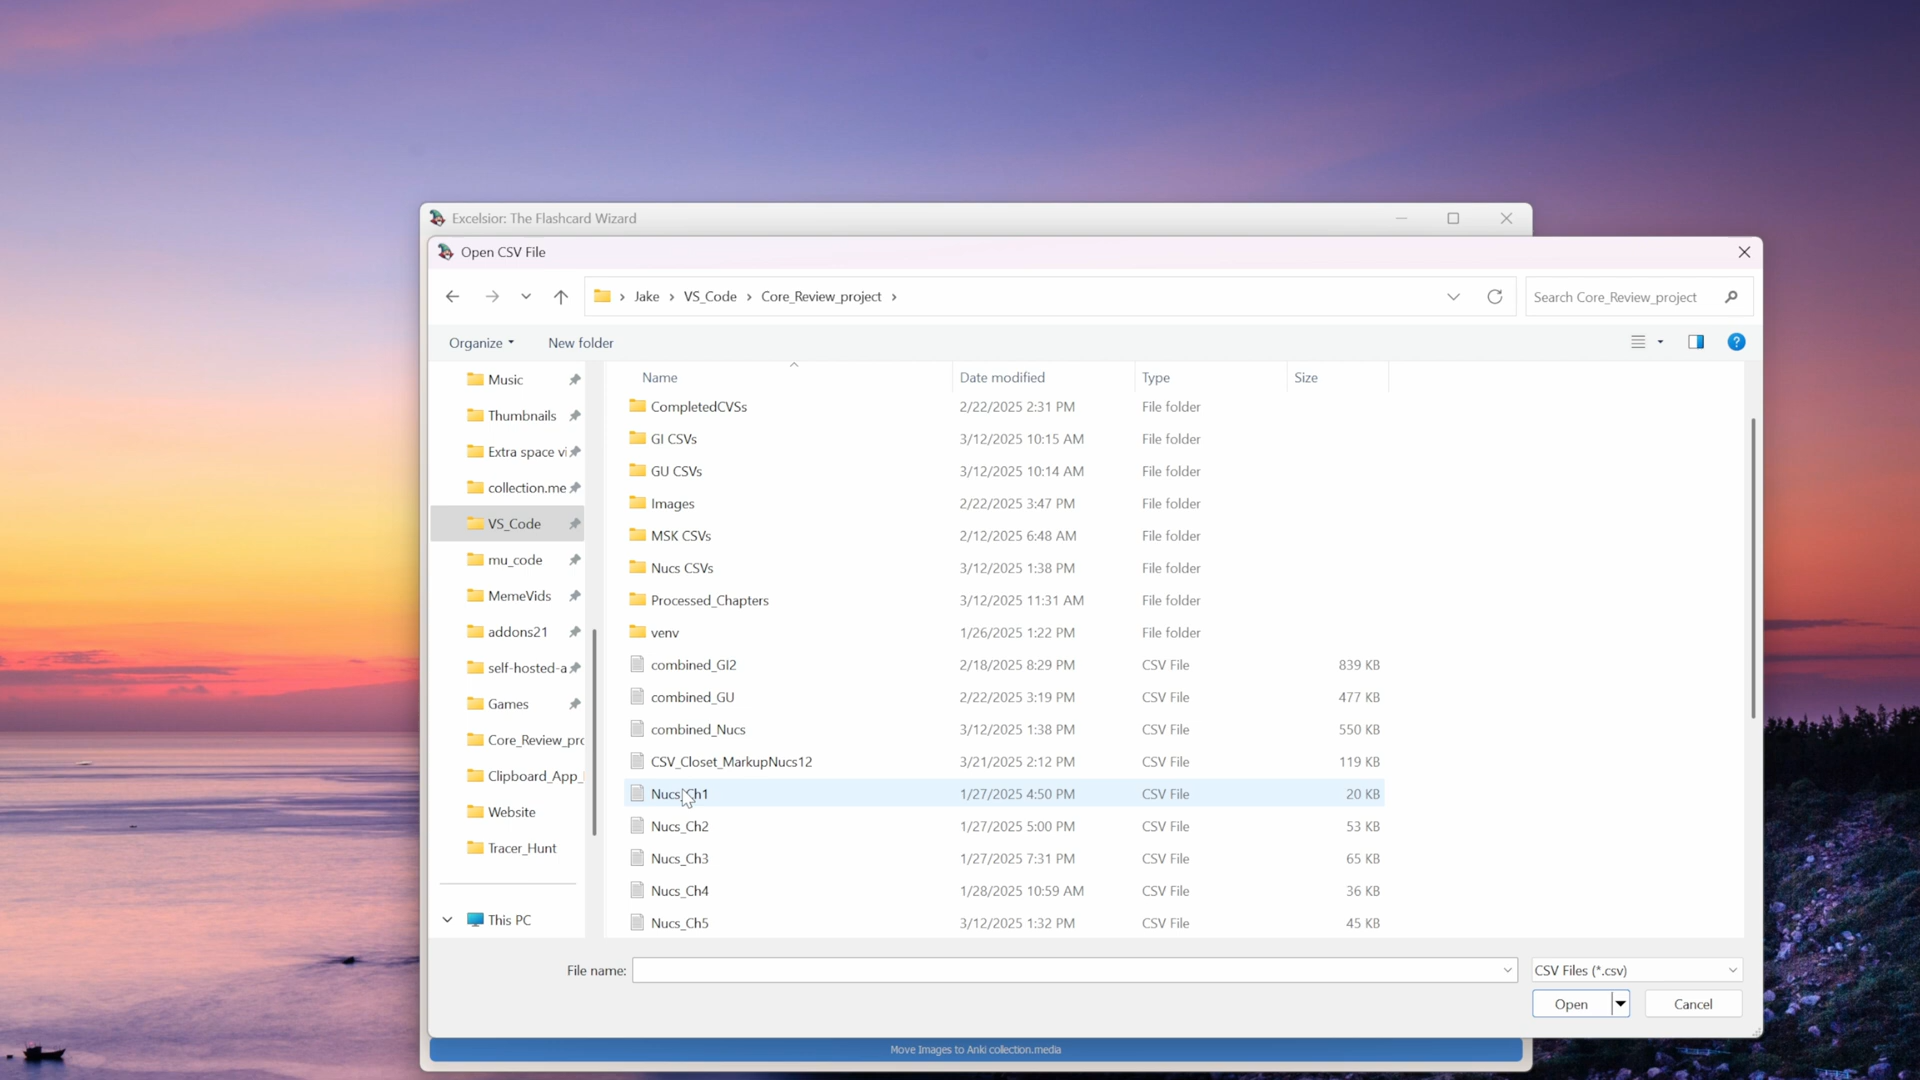 Excelsior: The Flashcard Wizard
Open CSV File
Jake > VS_Code > Core_Review_project >
Search Core_Review_project
Organize
New folder
Name
Date modified
Type
Size
Music
Thumbnails
Extra space vi
collection.me
VS_Code
mu_code
MemeVids
addons21
self-hosted-a
Games
Core_Review_pro
Clipboard_App_
Website
Tracer_Hunt
This PC
CompletedCVSs 2/22/2025 2:31 PM File folder
GI CSVs 3/12/2025 10:15 AM File folder
GU CSVs 3/12/2025 10:14 AM File folder
Images 2/22/2025 3:47 PM File folder
MSK CSVs 2/12/2025 6:48 AM File folder
Nucs CSVs 3/12/2025 1:38 PM File folder
Processed_Chapters 3/12/2025 11:31 AM File folder
venv 1/26/2025 1:22 PM File folder
combined_GI2 2/18/2025 8:29 PM CSV File 839 KB
combined_GU 2/22/2025 3:19 PM CSV File 477 KB
combined_Nucs 3/12/2025 1:38 PM CSV File 550 KB
CSV_Closet_MarkupNucs12 3/21/2025 2:12 PM CSV File 119 KB
Nucs_Ch1 1/27/2025 4:50 PM CSV File 20 KB
Nucs_Ch2 1/27/2025 5:00 PM CSV File 53 KB
Nucs_Ch3 1/27/2025 7:31 PM CSV File 65 KB
Nucs_Ch4 1/28/2025 10:59 AM CSV File 36 KB
Nucs_Ch5 3/12/2025 1:32 PM CSV File 45 KB
File name:
CSV Files (*.csv)
Open
Cancel
Move Images to Anki collection.media